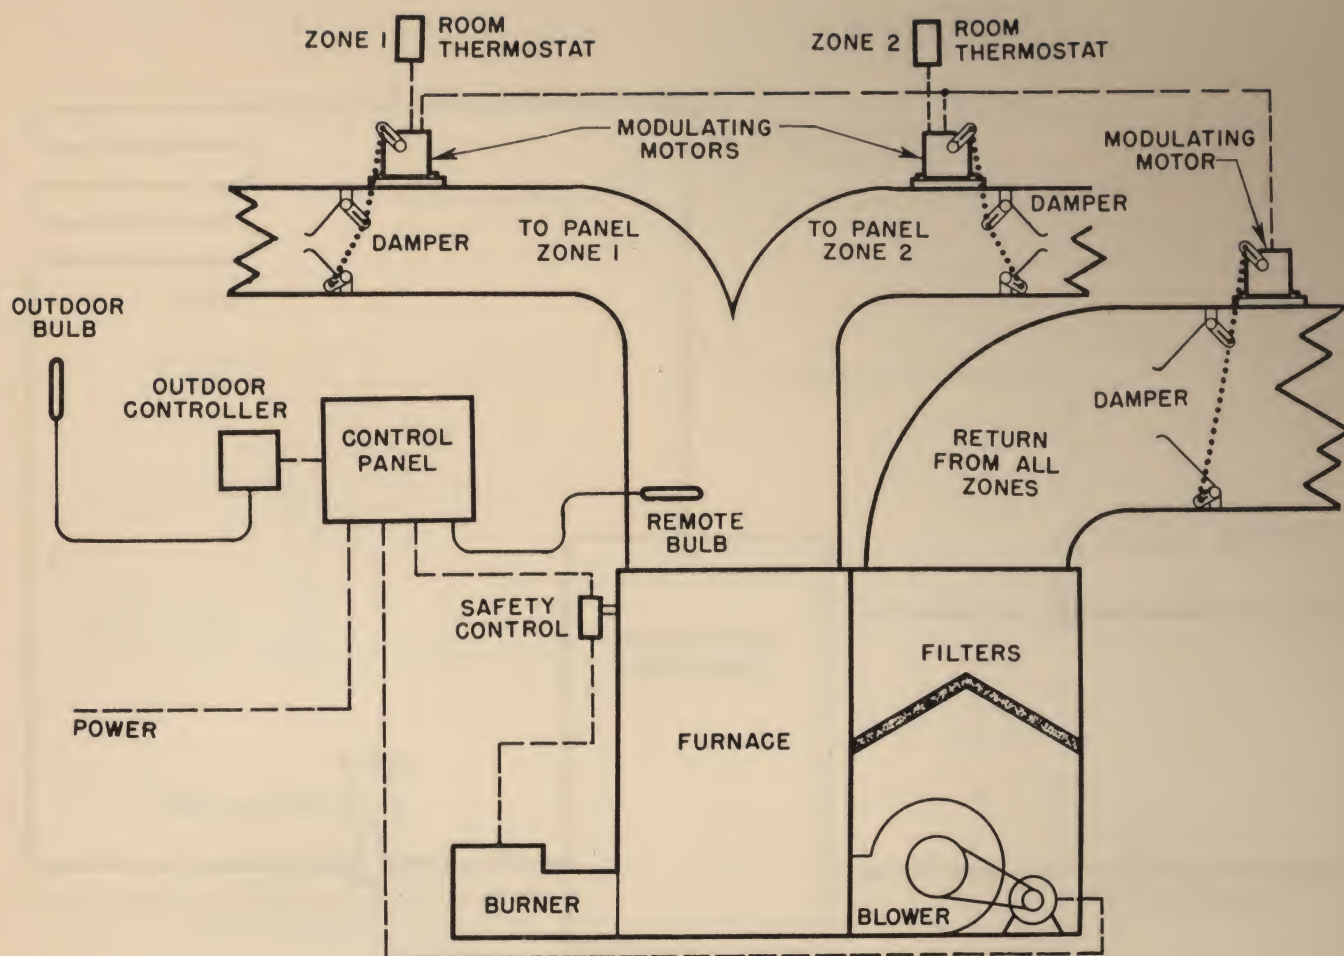 ZONE 1
ROOM
THERMOSTAT
ZONE 2
ROOM
THERMOSTAT
MODULATING
MOTORS
MODULATING
MOTOR
DAMPER
TO PANEL
ZONE 1
TO PANEL
ZONE 2
DAMPER
OUTDOOR
BULB
OUTDOOR
CONTROLLER
CONTROL
PANEL
DAMPER
RETURN
FROM ALL
ZONES
REMOTE
BULB
SAFETY
CONTROL
FILTERS
POWER
FURNACE
BURNER
BLOWER